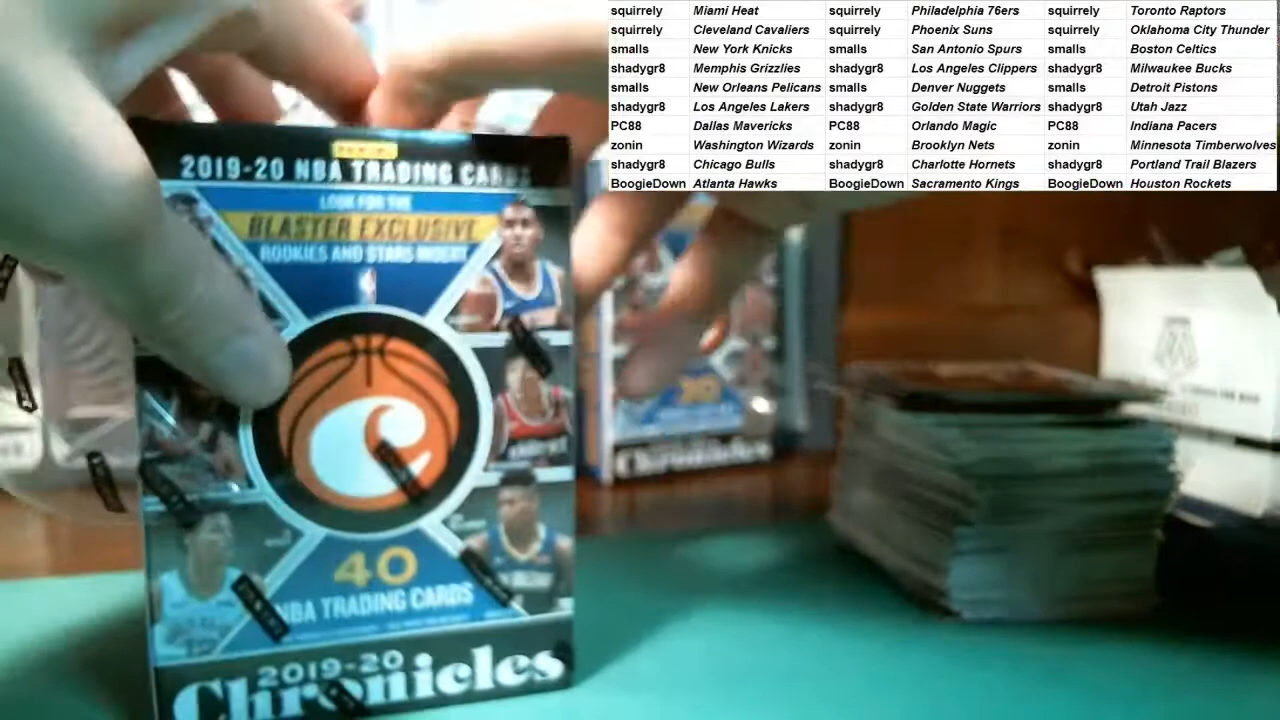 squirrely Miami Heat squirrely Philadelphia 76ers squirrely Toronto Raptors
squirrely Cleveland Cavaliers squirrely Phoenix Suns squirrely Oklahoma City Thunder
smalls New York Knicks smalls San Antonio Spurs smalls Boston Celtics
shadygr8 Memphis Grizzlies shadygr8 Los Angeles Clippers shadygr8 Milwaukee Bucks
smalls New Orleans Pelicans smalls Denver Nuggets smalls Detroit Pistons
shadygr8 Los Angeles Lakers shadygr8 Golden State Warriors shadygr8 Utah Jazz
PC88 Dallas Mavericks PC88 Orlando Magic PC88 Indiana Pacers
zonin Washington Wizards zonin Brooklyn Nets zonin Minnesota Timberwolves
shadygr8 Chicago Bulls shadygr8 Charlotte Hornets shadygr8 Portland Trail Blazers
BoogieDown Atlanta Hawks BoogieDown Sacramento Kings BoogieDown Houston Rockets
PANINI
2019-20 NBA TRADING CARDS
LOOK FOR THE
BLASTER EXCLUSIVE
ROOKIES AND STARS INSERT!
40
NBA TRADING CARDS
2019-20
Chronicles
20
Chronicles